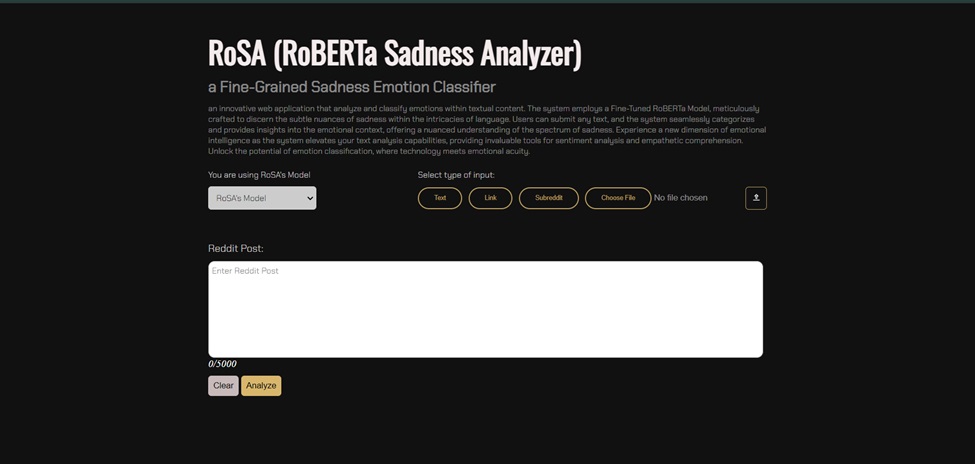 RoSA (RoBERTa Sadness Analyzer)
a Fine-Grained Sadness Emotion Classifier
an innovative web application that analyze and classify emotions within textual content. The system employs a Fine-Tuned RoBERTa Model, meticulously
crafted to discern the subtle nuances of sadness within the intricacies of language. Users can submit any text, and the system seamlessly categorizes
and provides insights into the emotional context, offering a nuanced understanding of the spectrum of sadness. Experience a new dimension of emotional
intelligence as the system elevates your text analysis capabilities, providing invaluable tools for sentiment analysis and empathetic comprehension.
Unlock the potential of emotion classification, where technology meets emotional acuity.
You are using RoSA's Model
Select type of input:
RoSA's Model
Text Link Subreddit Choose File No file chosen
Reddit Post:
Enter Reddit Post
0/5000
Clear Analyze